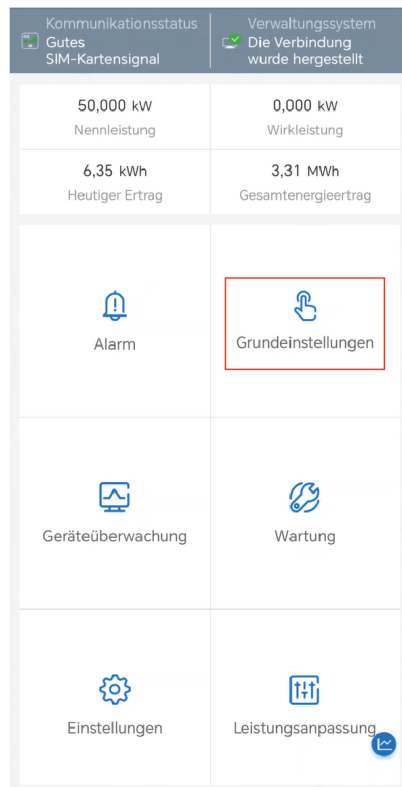 Kommunikationsstatus
Gutes
SIM-Kartensignal
Verwaltungssystem
Die Verbindung
wurde hergestellt
50,000 kW
Nennleistung
0,000 kW
Wirkleistung
6,35 kWh
Heutiger Ertrag
3,31 MWh
Gesamtenergieertrag
Alarm
Grundeinstellungen
Geräteüberwachung
Wartung
Einstellungen
Leistungsanpassung